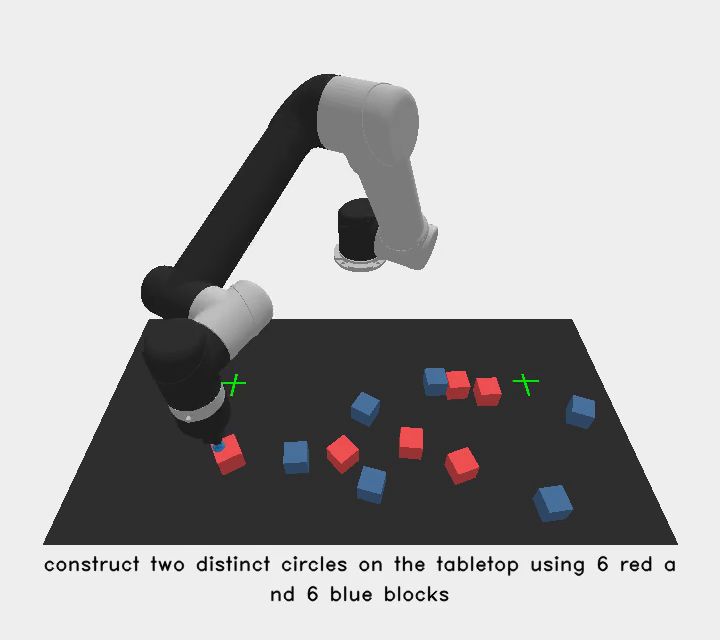 construct two distinct circles on the tabletop using 6 red a
nd 6 blue blocks